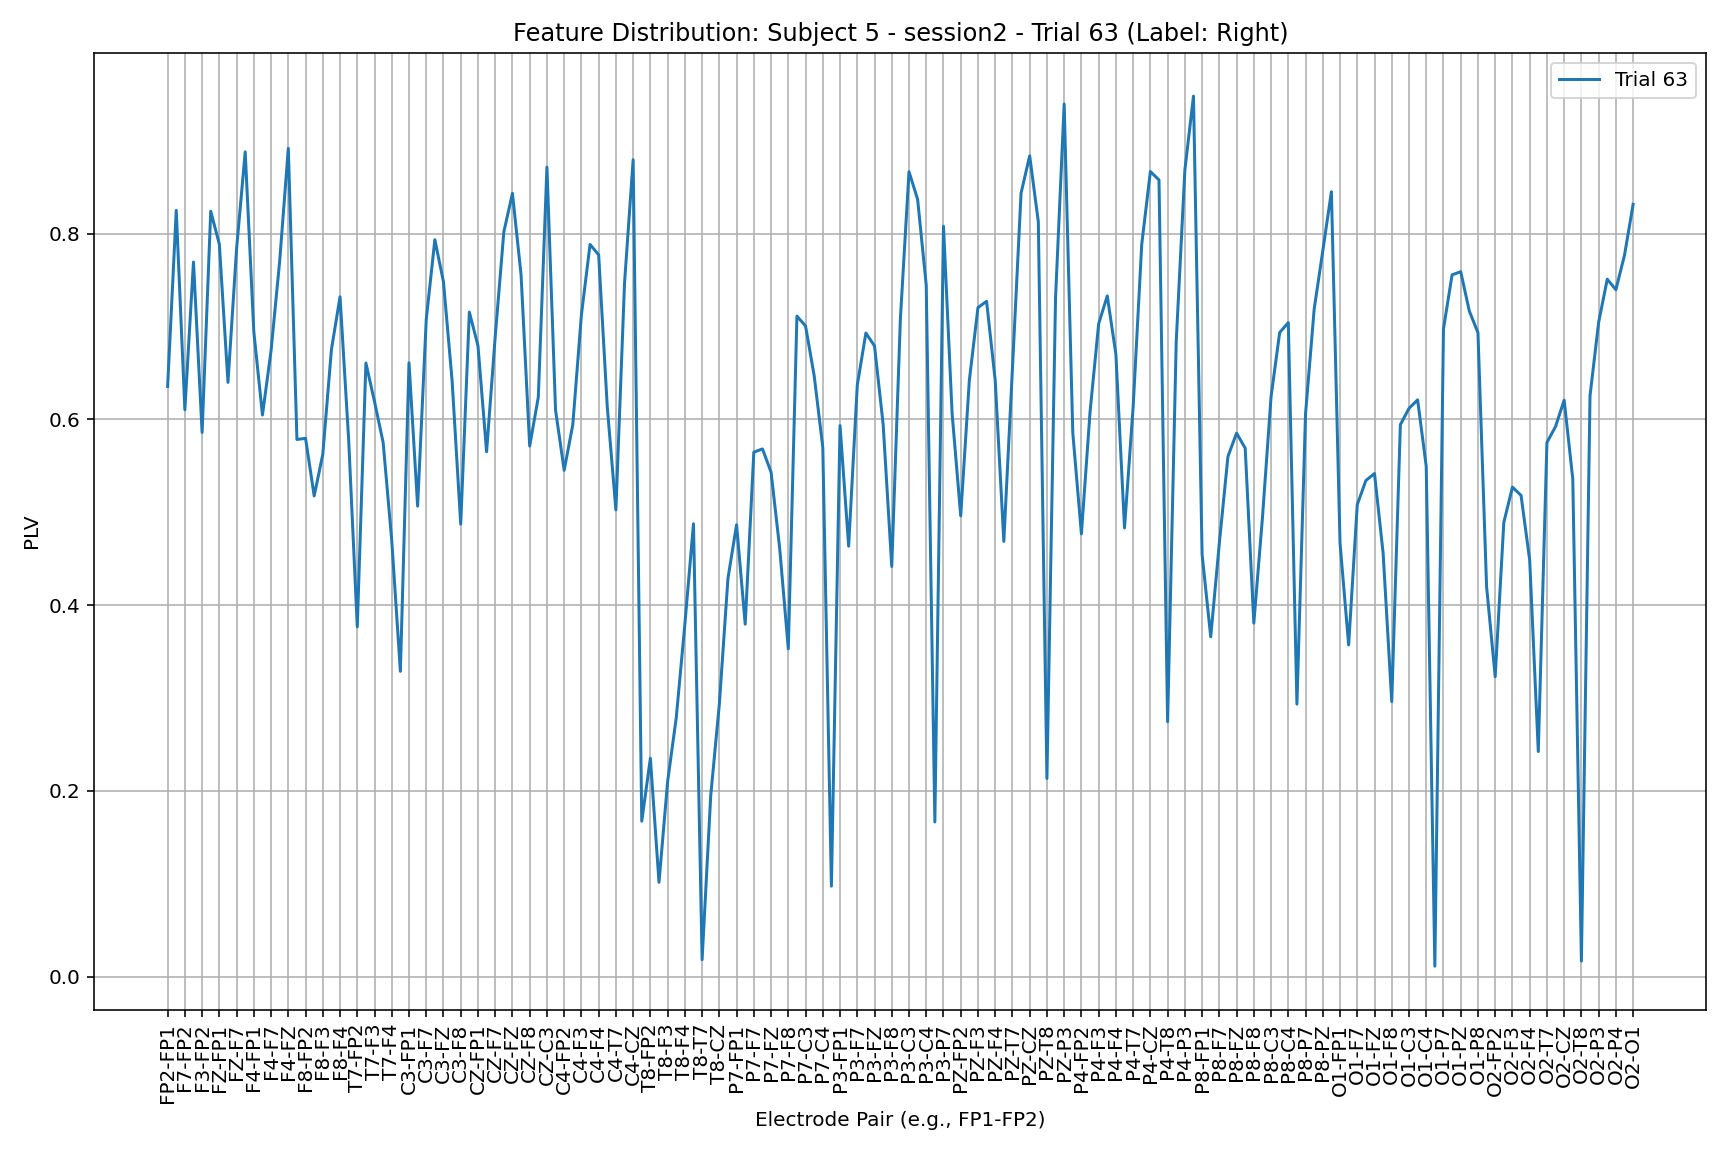 Feature Distribution: Subject 5 - session2 - Trial 63 (Label: Right)
Trial 63
PLV
0.8
0.6
0.4
0.2
0.0
FP2-FP1
F7-FP2
F3-FP2
FZ-FP1
FZ-F7
F4-FP1
F4-F7
F4-FZ
F8-FP2
F8-F3
F8-F4
T7-FP2
T7-F3
T7-F4
C3-FP1
C3-F7
C3-FZ
C3-F8
CZ-FP1
CZ-F7
CZ-FZ
CZ-F8
CZ-C3
C4-FP2
C4-F3
C4-F4
C4-T7
C4-CZ
T8-FP2
T8-F3
T8-F4
T8-T7
T8-CZ
P7-FP1
P7-F7
P7-FZ
P7-F8
P7-C3
P7-C4
P3-FP1
P3-F7
P3-FZ
P3-F8
P3-C3
P3-C4
P3-P7
PZ-FP2
PZ-F3
PZ-F4
PZ-T7
PZ-CZ
PZ-T8
PZ-P3
P4-FP2
P4-F3
P4-F4
P4-T7
P4-CZ
P4-T8
P4-P3
P8-FP1
P8-F7
P8-FZ
P8-F8
P8-C3
P8-C4
P8-P7
P8-PZ
O1-FP1
O1-F7
O1-FZ
O1-F8
O1-C3
O1-C4
O1-P7
O1-PZ
O1-P8
O2-FP2
O2-F3
O2-F4
O2-T7
O2-CZ
O2-T8
O2-P3
O2-P4
O2-O1
Electrode Pair (e.g., FP1-FP2)